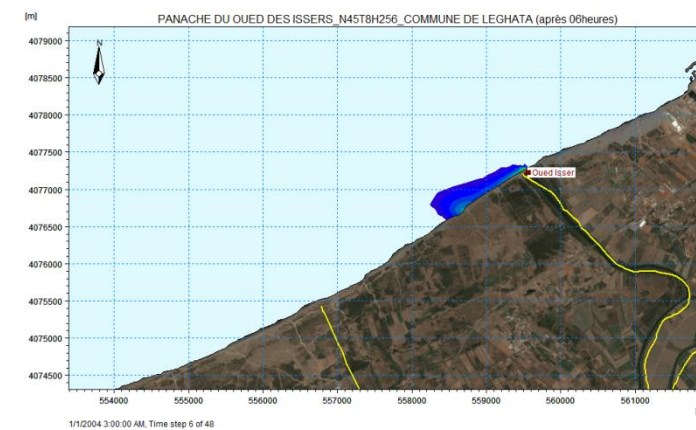 [m]
PANACHE DU OUED DES ISSERS_N45T8H256_COMMUNE DE LEGHATA (après 06heures)
4079000
N
4078500
4078000
4077500
Oued Isser
4077000
4076500
4076000
4075500
4075000
4074500
554000 555000 556000 557000 558000 559000 560000 561000
1/1/2004 3:00:00 AM, Time step 6 of 48